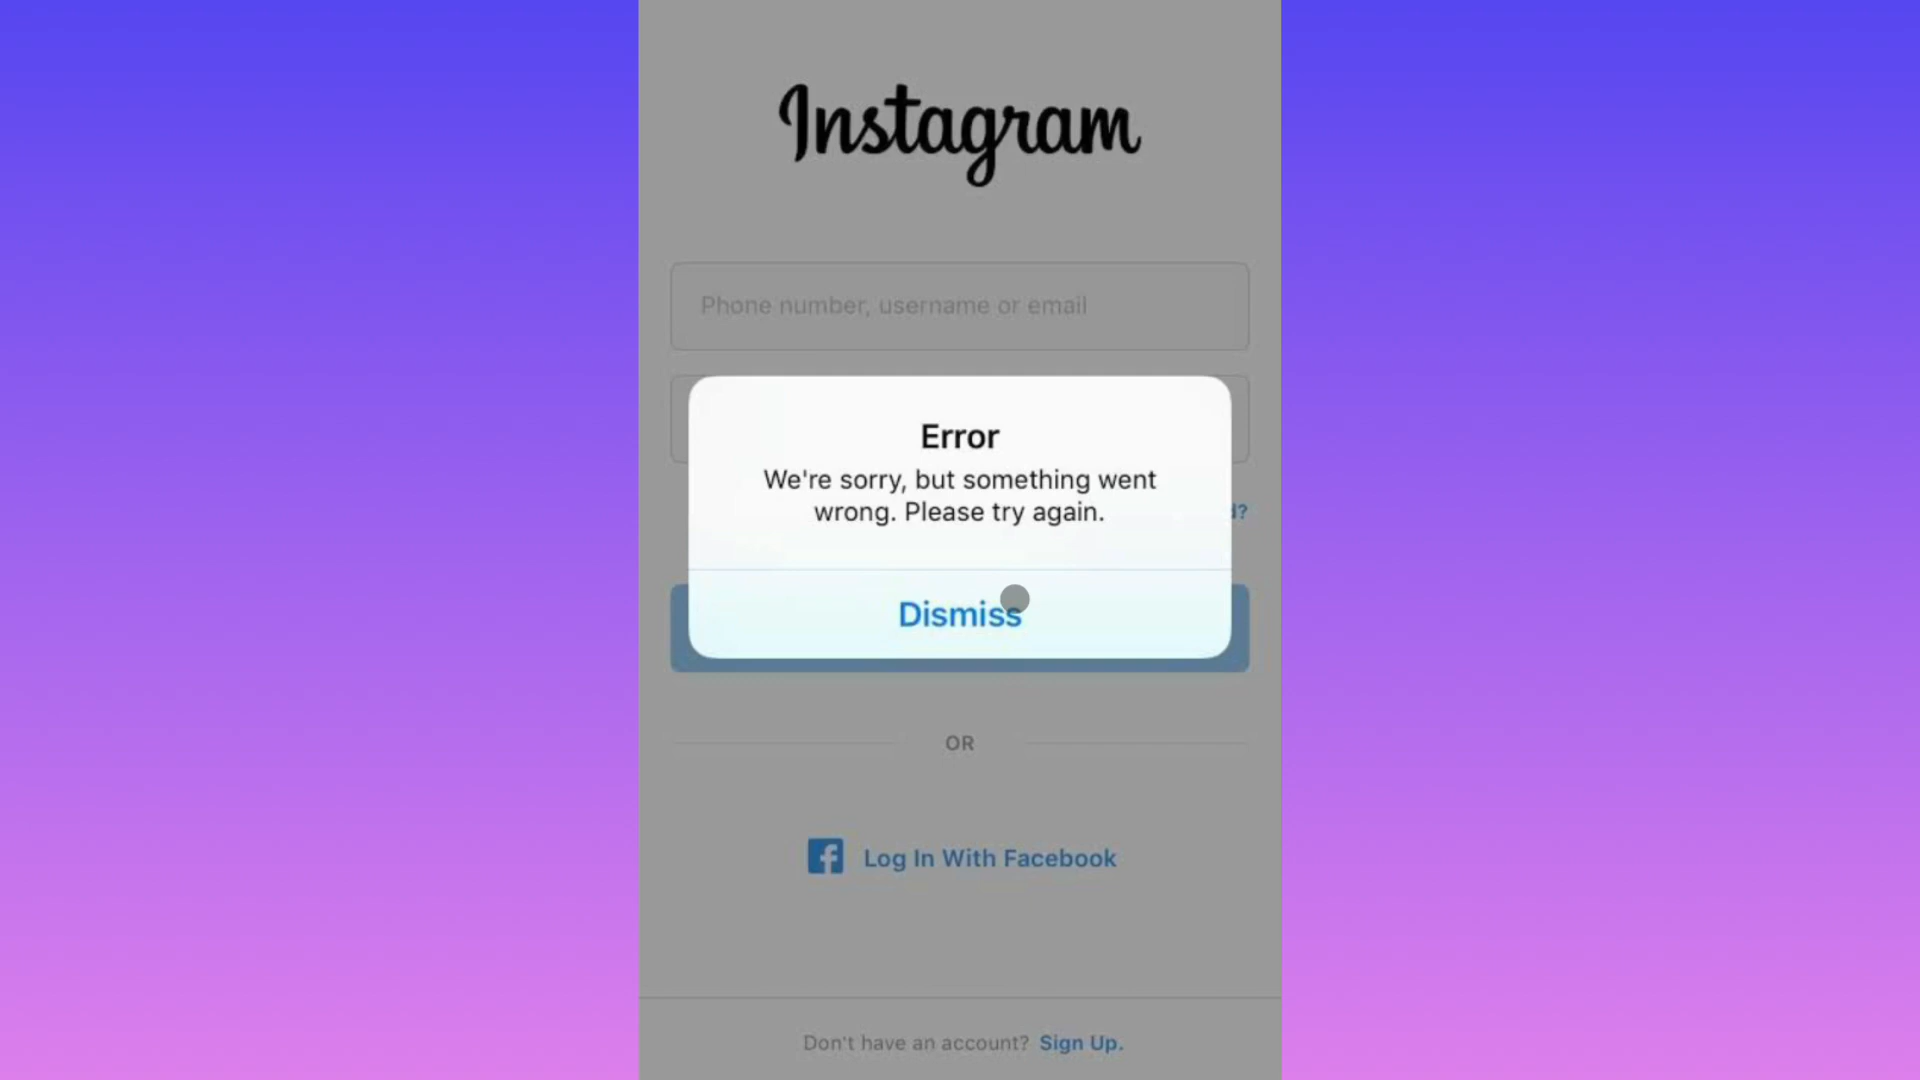 Instagram
Phone number, username or email
Error
We're sorry, but something went
wrong. Please try again.
d?
Dismiss
OR
Log In With Facebook
Don't have an account? Sign Up.